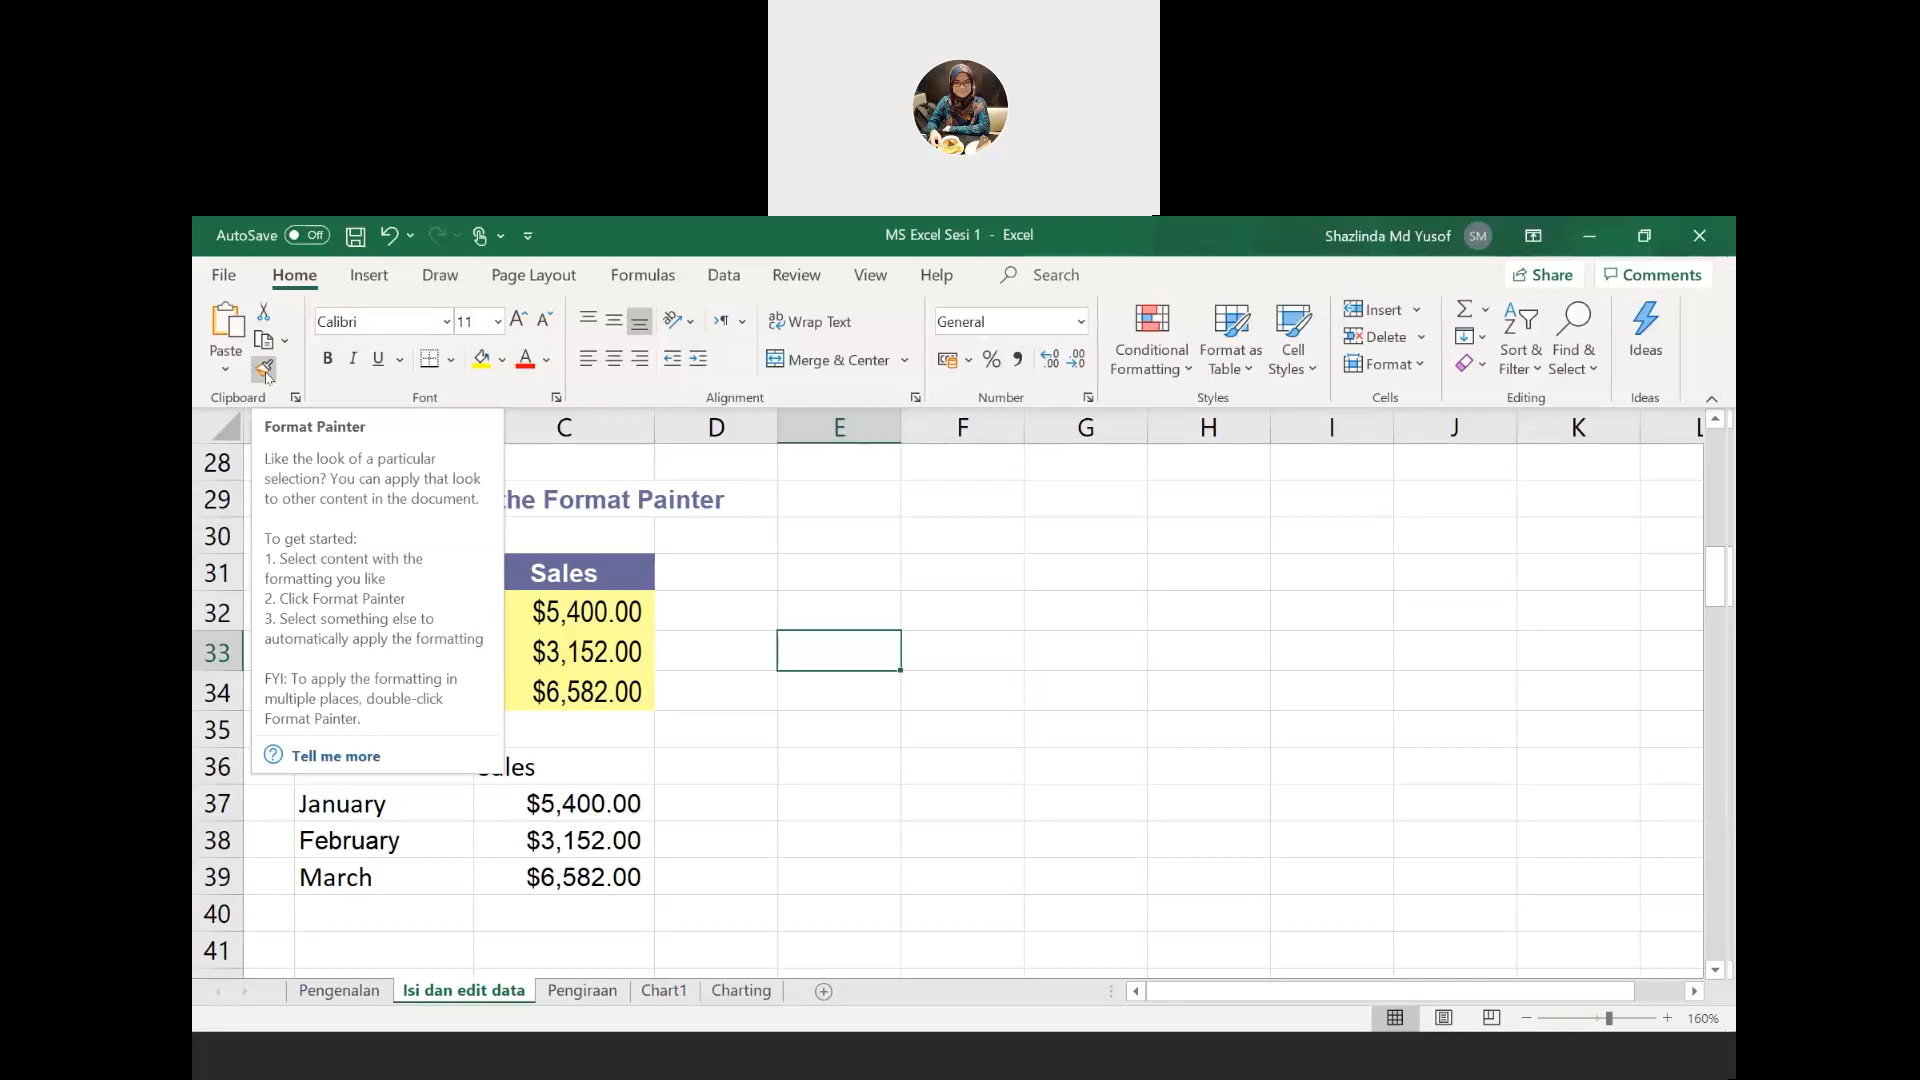 AutoSave Off
MS Excel Sesi 1 - Excel
Shazlinda Md Yusof SM
File Home Insert Draw Page Layout Formulas Data Review View Help Search
Share Comments
Paste
Clipboard
Calibri 11
B I U A
Font
Wrap Text
Merge & Center
Alignment
General
Number
Conditional Formatting
Format as Table
Cell Styles
Styles
Insert
Delete
Format
Cells
Sort & Filter
Find & Select
Editing
Ideas
Ideas
C D E F G H I J K L
Format Painter
Like the look of a particular
selection? You can apply that look
to other content in the document.
To get started:
1. Select content with the
formatting you like
2. Click Format Painter
3. Select something else to
automatically apply the formatting
FYI: To apply the formatting in
multiple places, double-click
Format Painter.
Tell me more
28
29 the Format Painter
30
31 Sales
32 $5,400.00
33 $3,152.00
34 $6,582.00
35
36 Sales
37 January $5,400.00
38 February $3,152.00
39 March $6,582.00
40
41
Pengenalan Isi dan edit data Pengiraan Chart1 Charting
160%